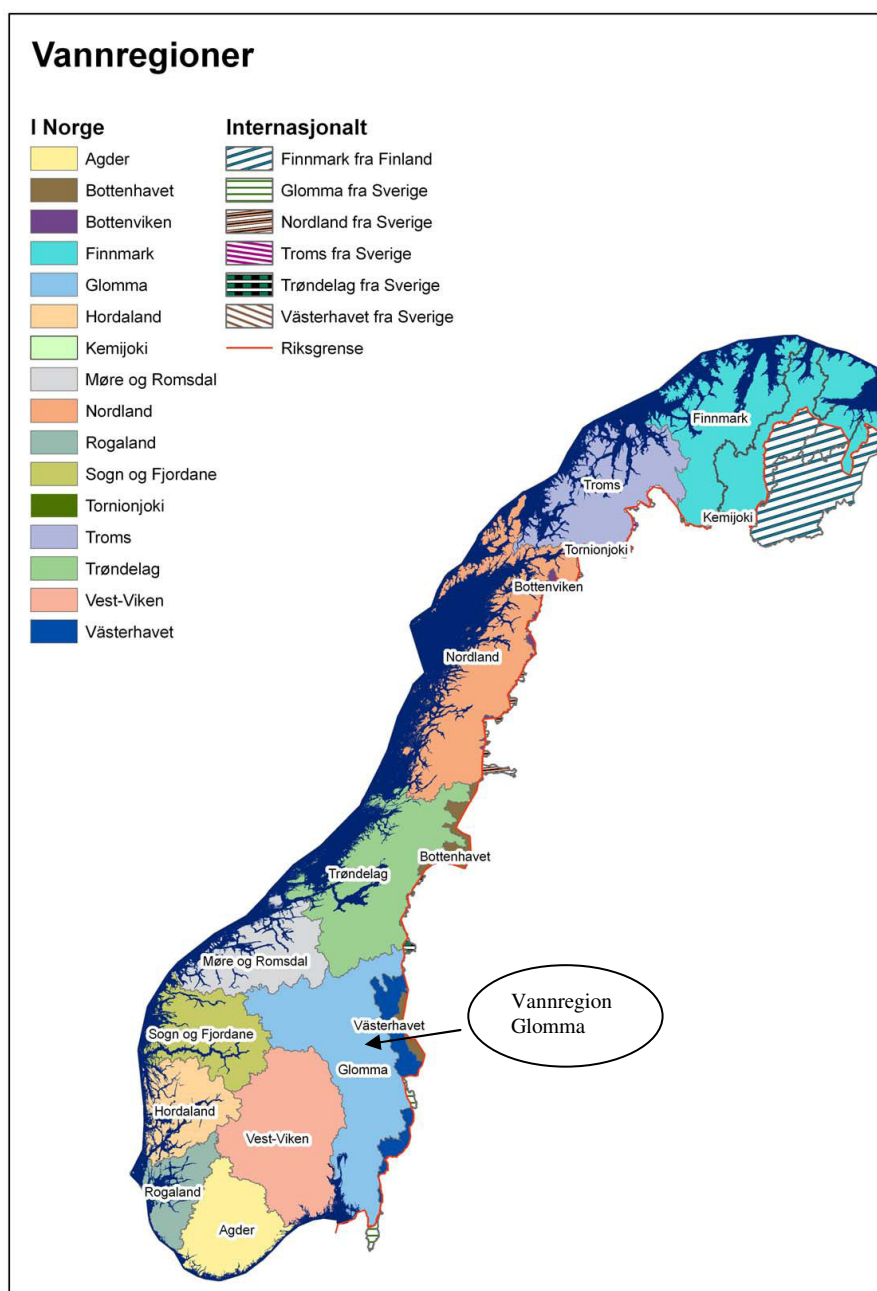 Vannregioner
I Norge
Agder
Bottenhavet
Bottenviken
Finnmark
Glomma
Hordaland
Kemijoki
Møre og Romsdal
Nordland
Rogaland
Sogn og Fjordane
Tornionjoki
Troms
Trøndelag
Vest-Viken
Västerhavet
Internasjonalt
Finnmark fra Finland
Glomma fra Sverige
Nordland fra Sverige
Troms fra Sverige
Trøndelag fra Sverige
Västerhavet fra Sverige
Riksgrense
Finnmark
Troms
Kemijoki
Tornionjoki
Bottenviken
Nordland
Bottenhavet
Trøndelag
Møre og Romsdal
Vannregion
Glomma
Västerhavet
Sogn og Fjordane
Glomma
Hordaland
Vest-Viken
Rogaland
Agder